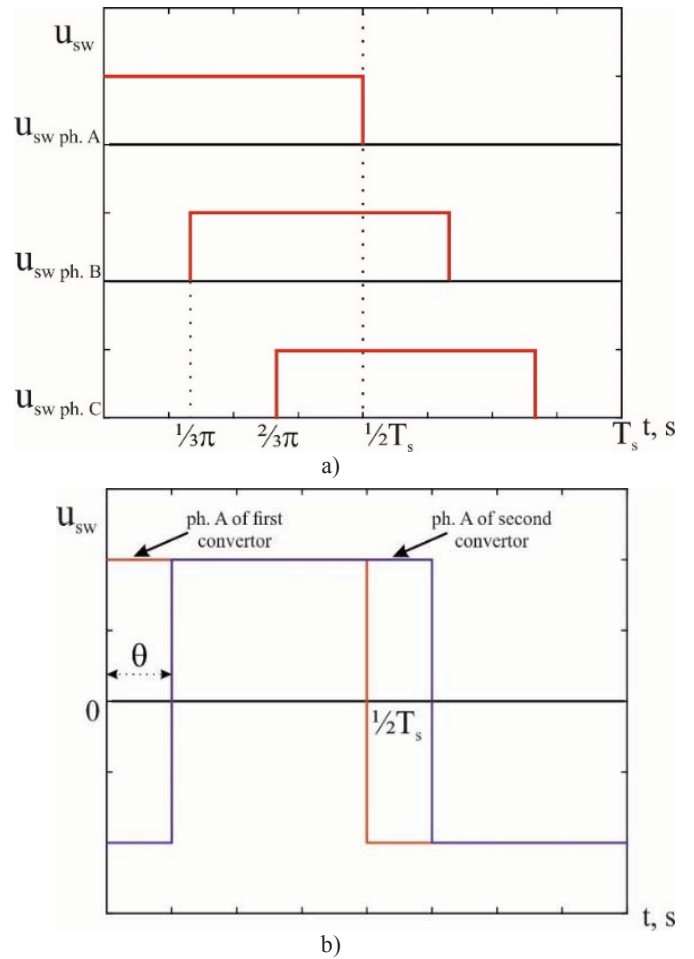 u_sw
u_sw ph. A
u_sw ph. B
u_sw ph. C
⅓π ⅔π ½T_s T_s t, s
a)
u_sw
ph. A of first
convertor
ph. A of second
convertor
θ
0
½T_s
t, s
b)